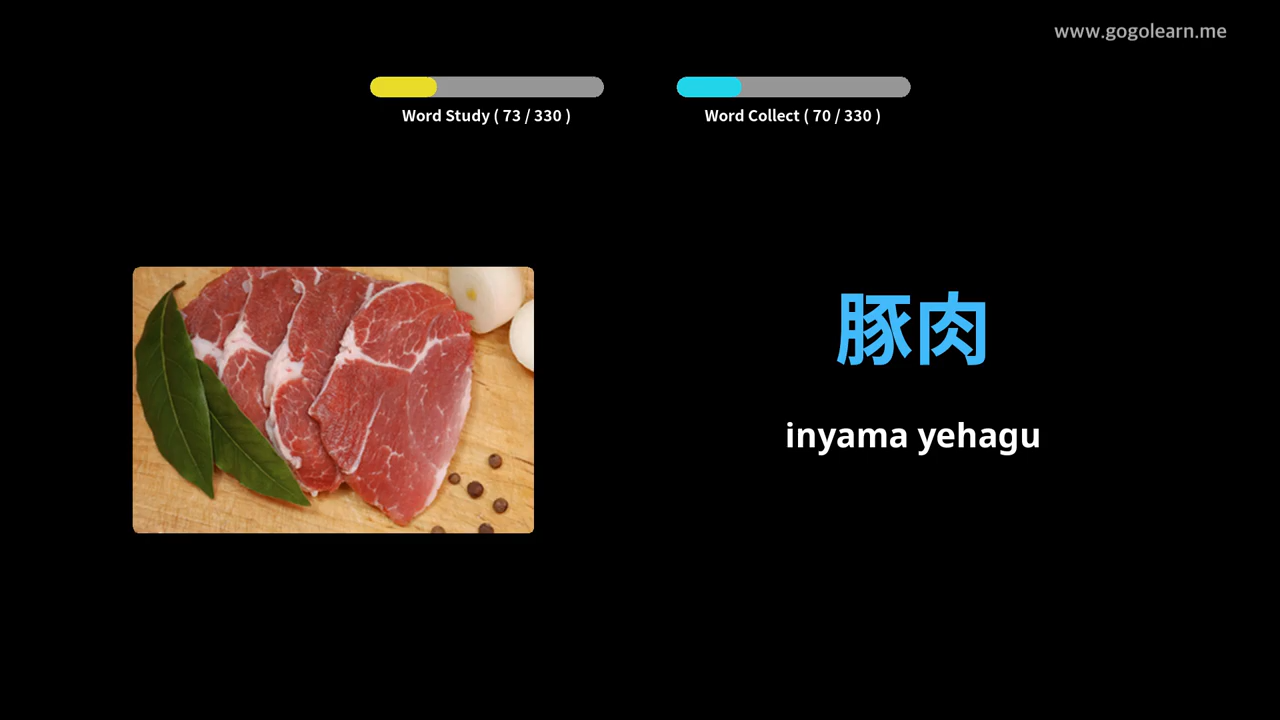 www.gogolearn.me
Word Study ( 73 / 330 )
Word Collect ( 70 / 330 )
豚肉
inyama yehagu